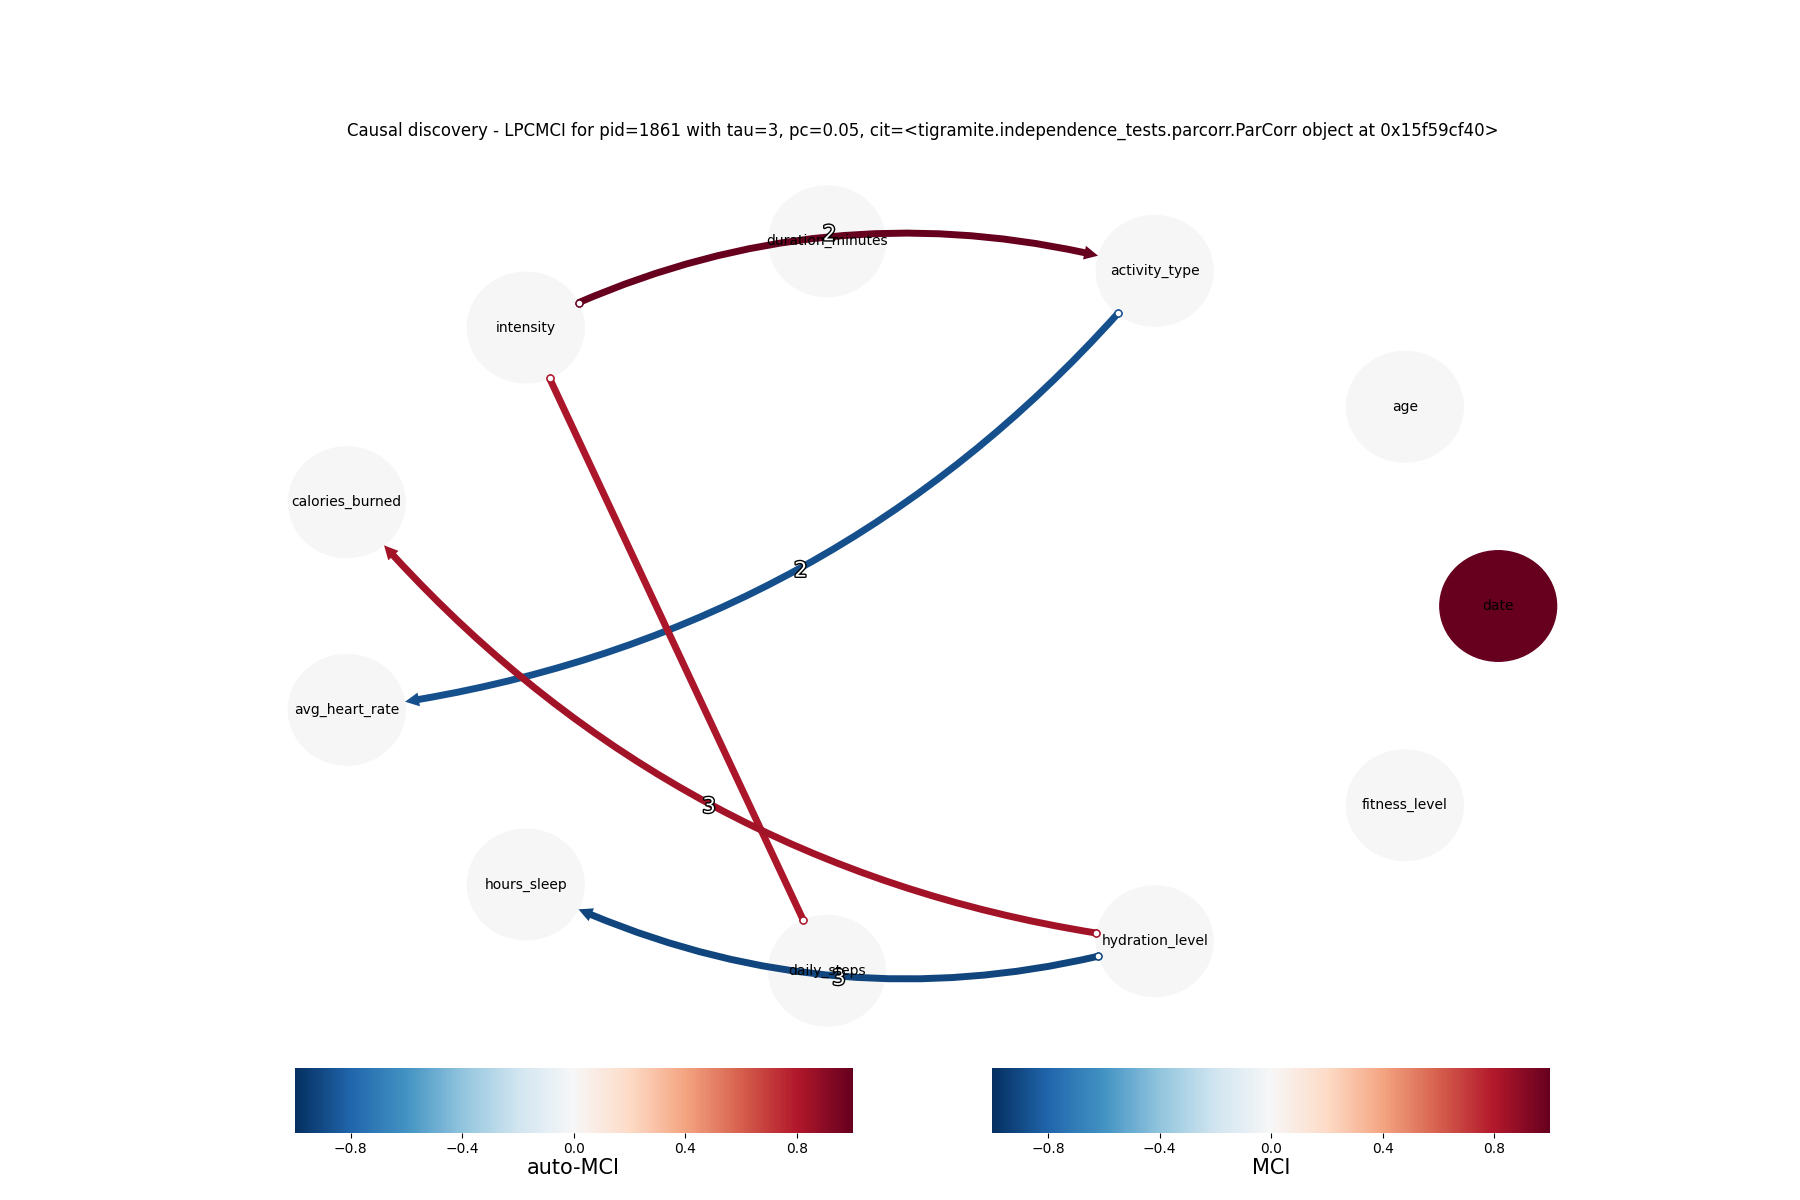 Causal discovery - LPCMCI for pid=1861 with tau=3, pc=0.05, cit=<tigramite.independence_tests.parcorr.ParCorr object at 0x15f59cf40>
2
duration_minutes
activity_type
intensity
age
calories_burned
2
date
avg_heart_rate
3
fitness_level
hours_sleep
hydration_level
daily_steps
3
−0.8 −0.4 0.0 0.4 0.8
auto-MCI
−0.8 −0.4 0.0 0.4 0.8
MCI